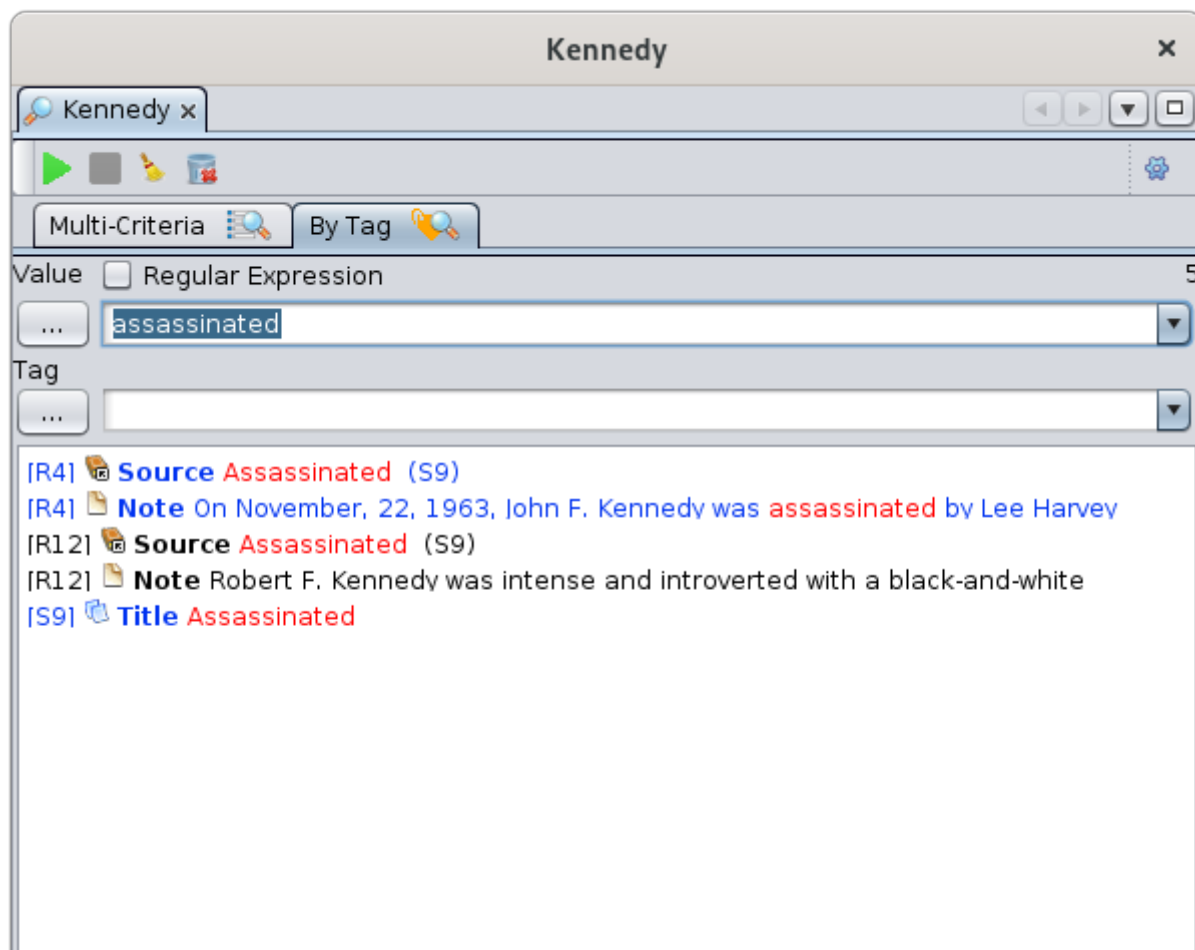 Kennedy
Kennedy
Multi-Criteria By Tag
Value Regular Expression 5
... assassinated
Tag
...
[R4] Source Assassinated (S9)
[R4] Note On November, 22, 1963, John F. Kennedy was assassinated by Lee Harvey
[R12] Source Assassinated (S9)
[R12] Note Robert F. Kennedy was intense and introverted with a black-and-white
[S9] Title Assassinated